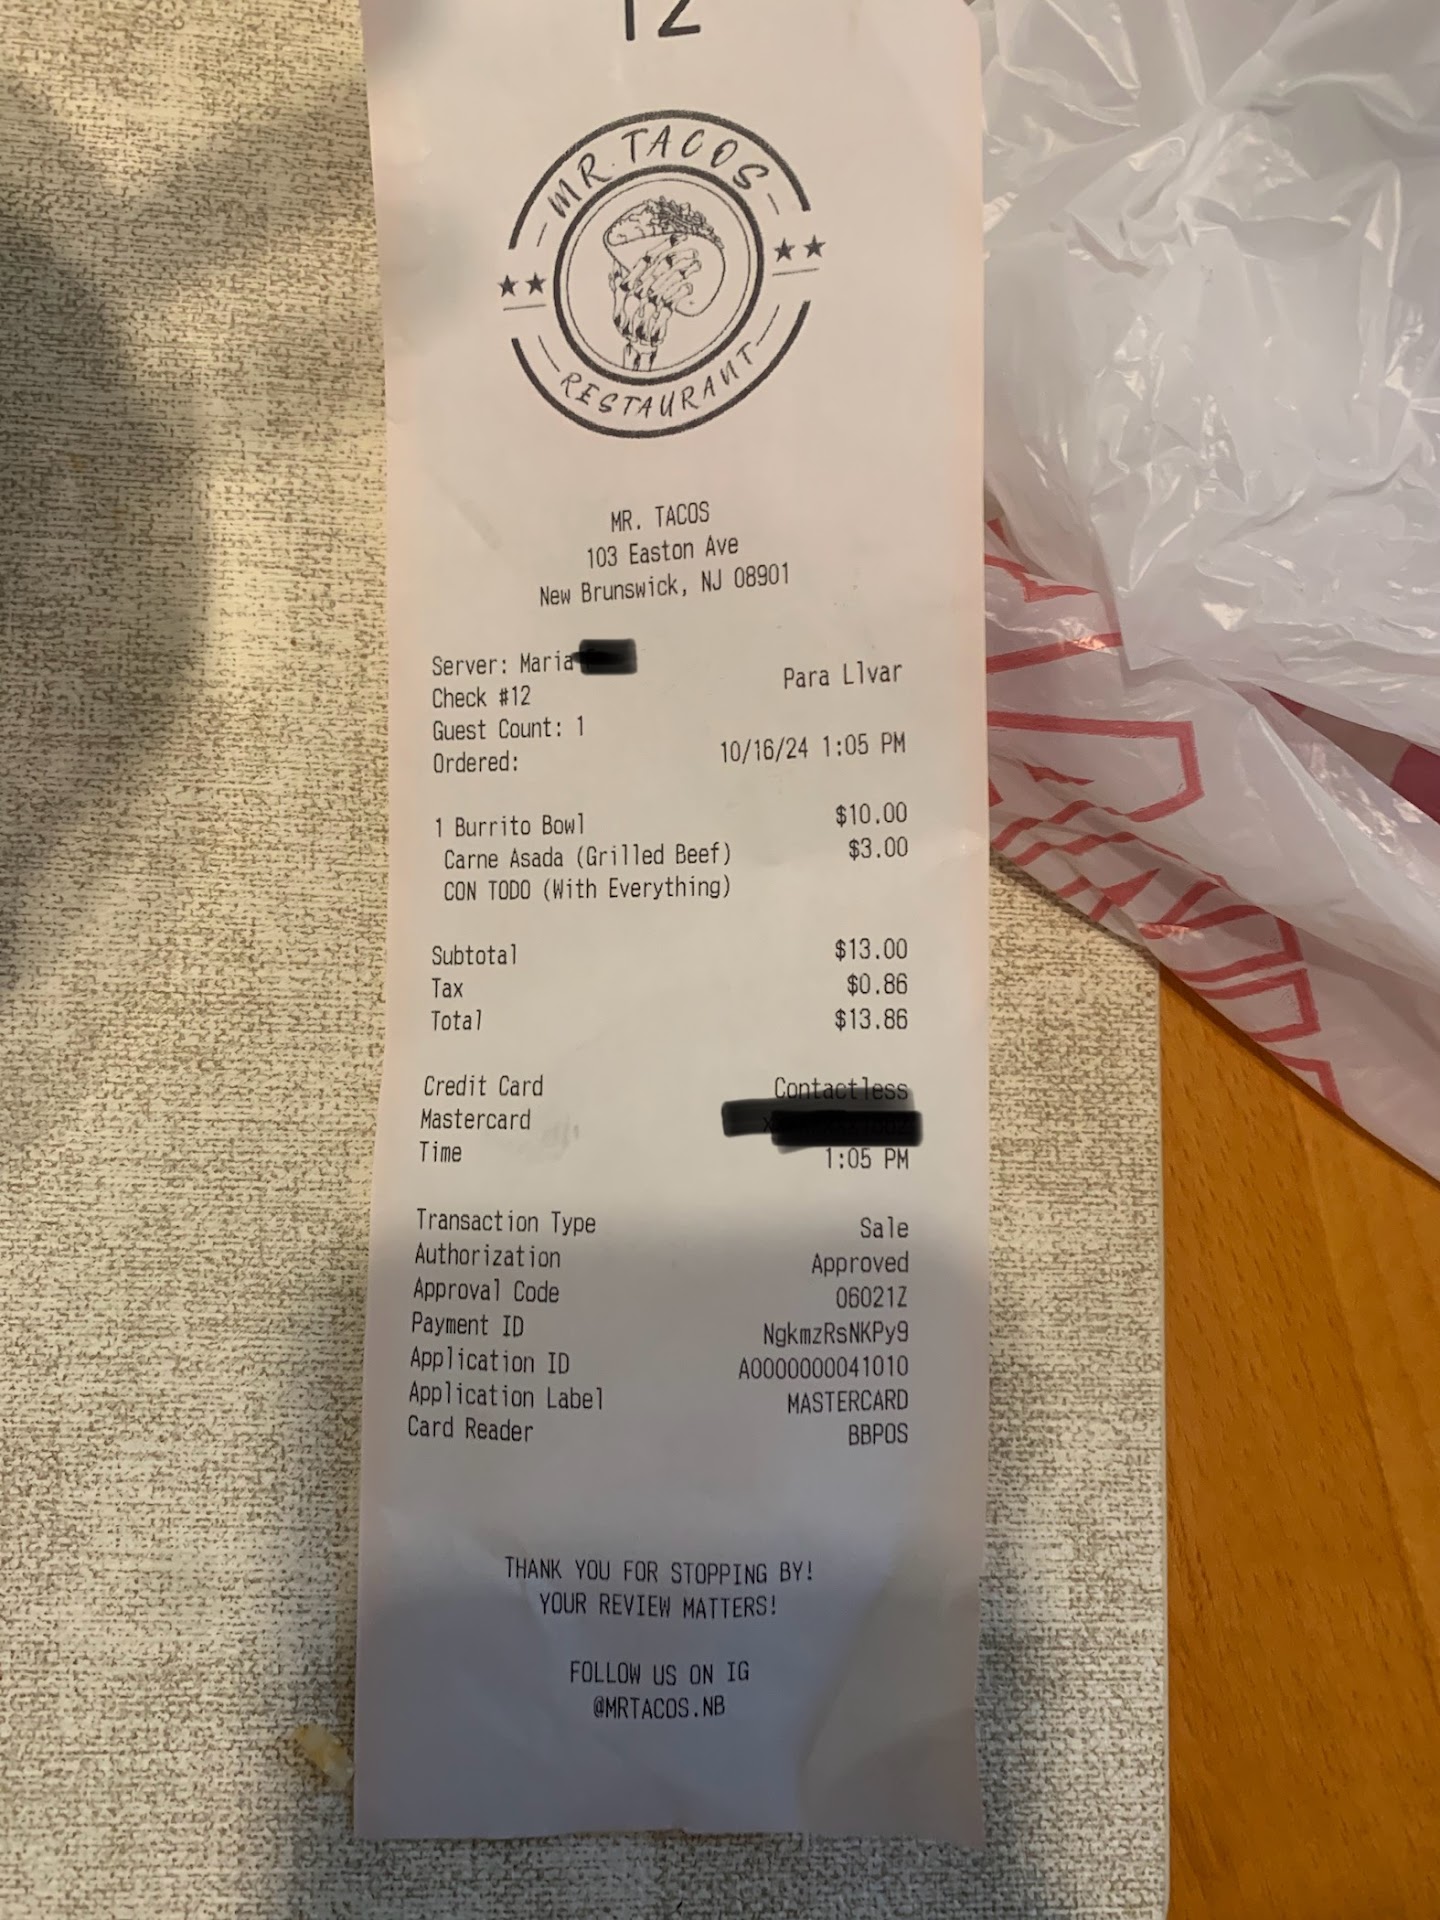 12
MR. TACOS
RESTAURANT
MR. TACOS
103 Easton Ave
New Brunswick, NJ 08901
Server: Maria
Para Llvar
Check #12
Guest Count: 1
Ordered: 10/16/24 1:05 PM
1 Burrito Bowl $10.00
Carne Asada (Grilled Beef) $3.00
CON TODO (With Everything)
Subtotal $13.00
Tax $0.86
Total $13.86
Credit Card Contactless
Mastercard
Time 1:05 PM
Transaction Type Sale
Authorization Approved
Approval Code 06021Z
Payment ID NgkmzRsNKPy9
Application ID A0000000041010
Application Label MASTERCARD
Card Reader BBPOS
THANK YOU FOR STOPPING BY!
YOUR REVIEW MATTERS!
FOLLOW US ON IG
@MRTACOS.NB